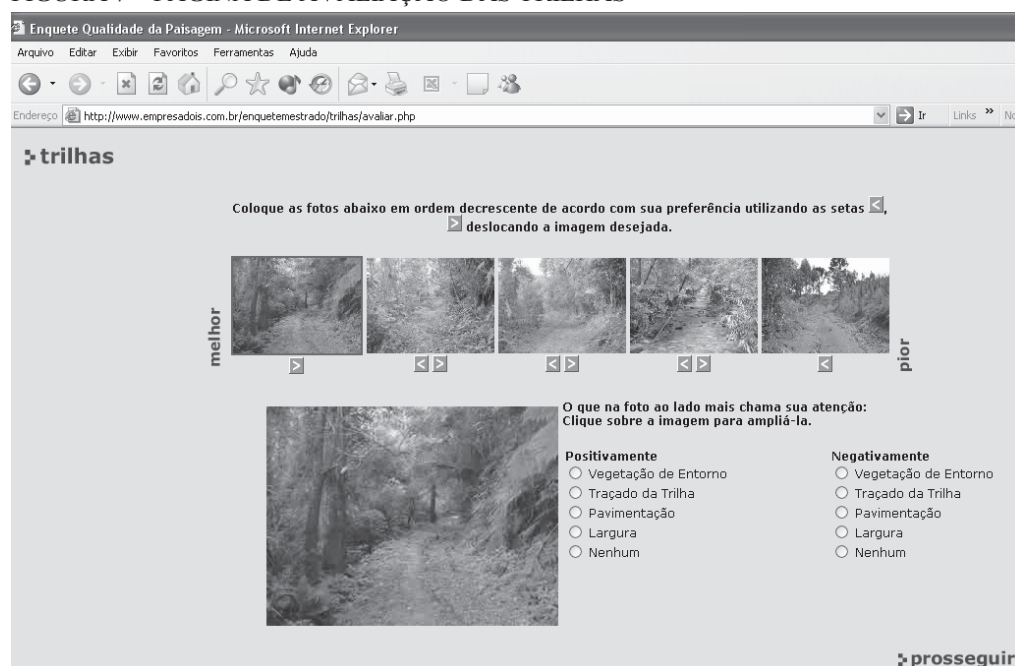 Enquete Qualidade da Paisagem - Microsoft Internet Explorer
Arquivo Editar Exibir Favoritos Ferramentas Ajuda
Endereço http://www.empresadois.com.br/enquetemestrado/trilhas/avaliar.php Ir Links »
trilhas
Coloque as fotos abaixo em ordem decrescente de acordo com sua preferência utilizando as setas <,
> deslocando a imagem desejada.
melhor
pior
> < > < > < > <
O que na foto ao lado mais chama sua atenção:
Clique sobre a imagem para ampliá-la.
Positivamente Negativamente
Vegetação de Entorno Vegetação de Entorno
Traçado da Trilha Traçado da Trilha
Pavimentação Pavimentação
Largura Largura
Nenhum Nenhum
prosseguir